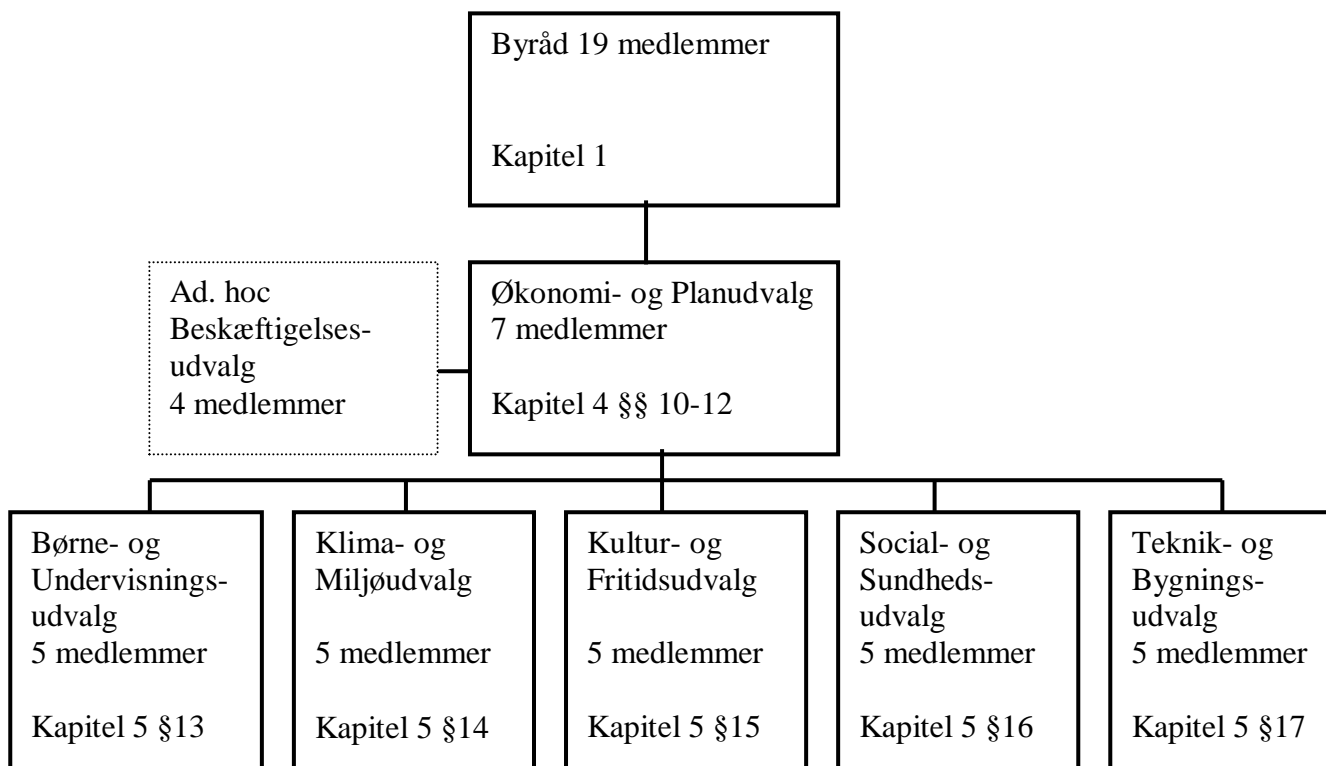 Byråd 19 medlemmer
Kapitel 1
Ad. hoc
Beskæftigelses-
udvalg
4 medlemmer
Økonomi- og Planudvalg
7 medlemmer
Kapitel 4 §§ 10-12
Børne- og
Undervisnings-
udvalg
5 medlemmer
Kapitel 5 §13
Klima- og
Miljøudvalg
5 medlemmer
Kapitel 5 §14
Kultur- og
Fritidsudvalg
5 medlemmer
Kapitel 5 §15
Social- og
Sundheds-
udvalg
5 medlemmer
Kapitel 5 §16
Teknik- og
Bygnings-
udvalg
5 medlemmer
Kapitel 5 §17